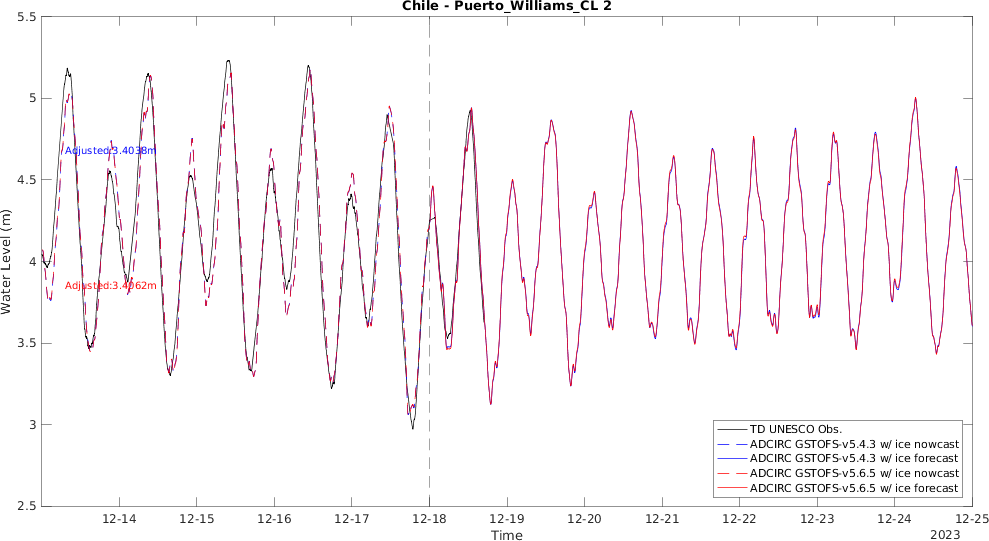 Chile - Puerto_Williams_CL 2
5.5
5
4.5
4
3.5
3
2.5
Water Level (m)
Adjusted:3.4038m
Adjusted:3.4962m
TD UNESCO Obs.
ADCIRC GSTOFS-v5.4.3 w/ ice nowcast
ADCIRC GSTOFS-v5.4.3 w/ ice forecast
ADCIRC GSTOFS-v5.6.5 w/ ice nowcast
ADCIRC GSTOFS-v5.6.5 w/ ice forecast
12-14 12-15 12-16 12-17 12-18 12-19 12-20 12-21 12-22 12-23 12-24 12-25
Time
2023